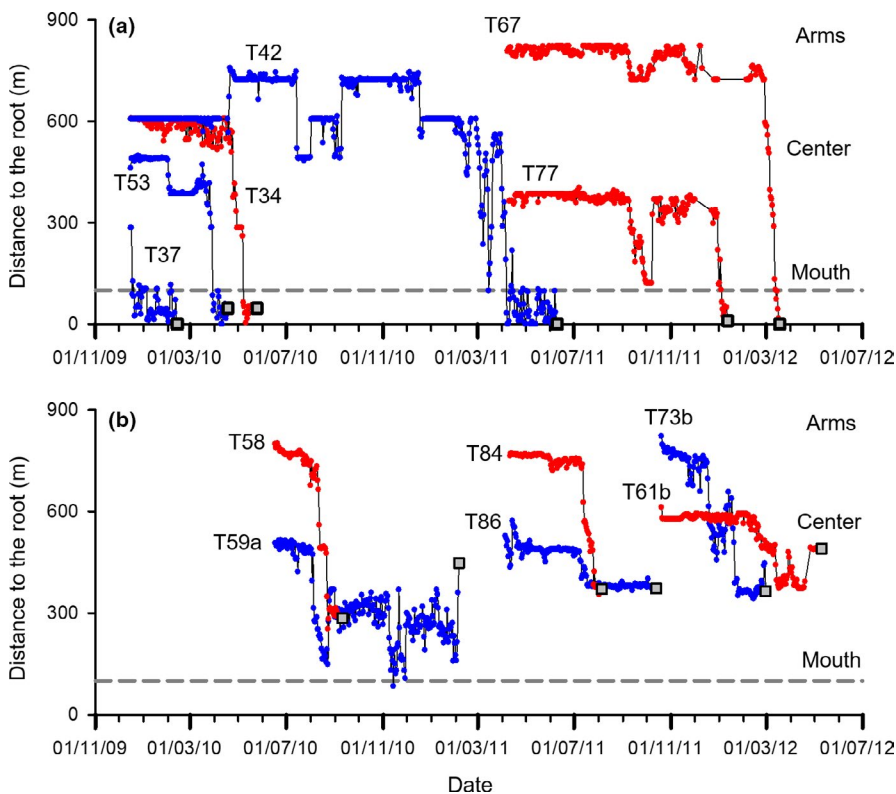 (a)
900
600
300
0
Distance to the root (m)
T67
Arms
T42
Center
T53
T34
T77
T37
Mouth
01/11/09 01/03/10 01/07/10 01/11/10 01/03/11 01/07/11 01/11/11 01/03/12 01/07/12
(b)
900
600
300
0
Distance to the root (m)
T73b
Arms
T58
T84
T61b
T59a
T86
Center
Mouth
01/11/09 01/03/10 01/07/10 01/11/10 01/03/11 01/07/11 01/11/11 01/03/12 01/07/12
Date